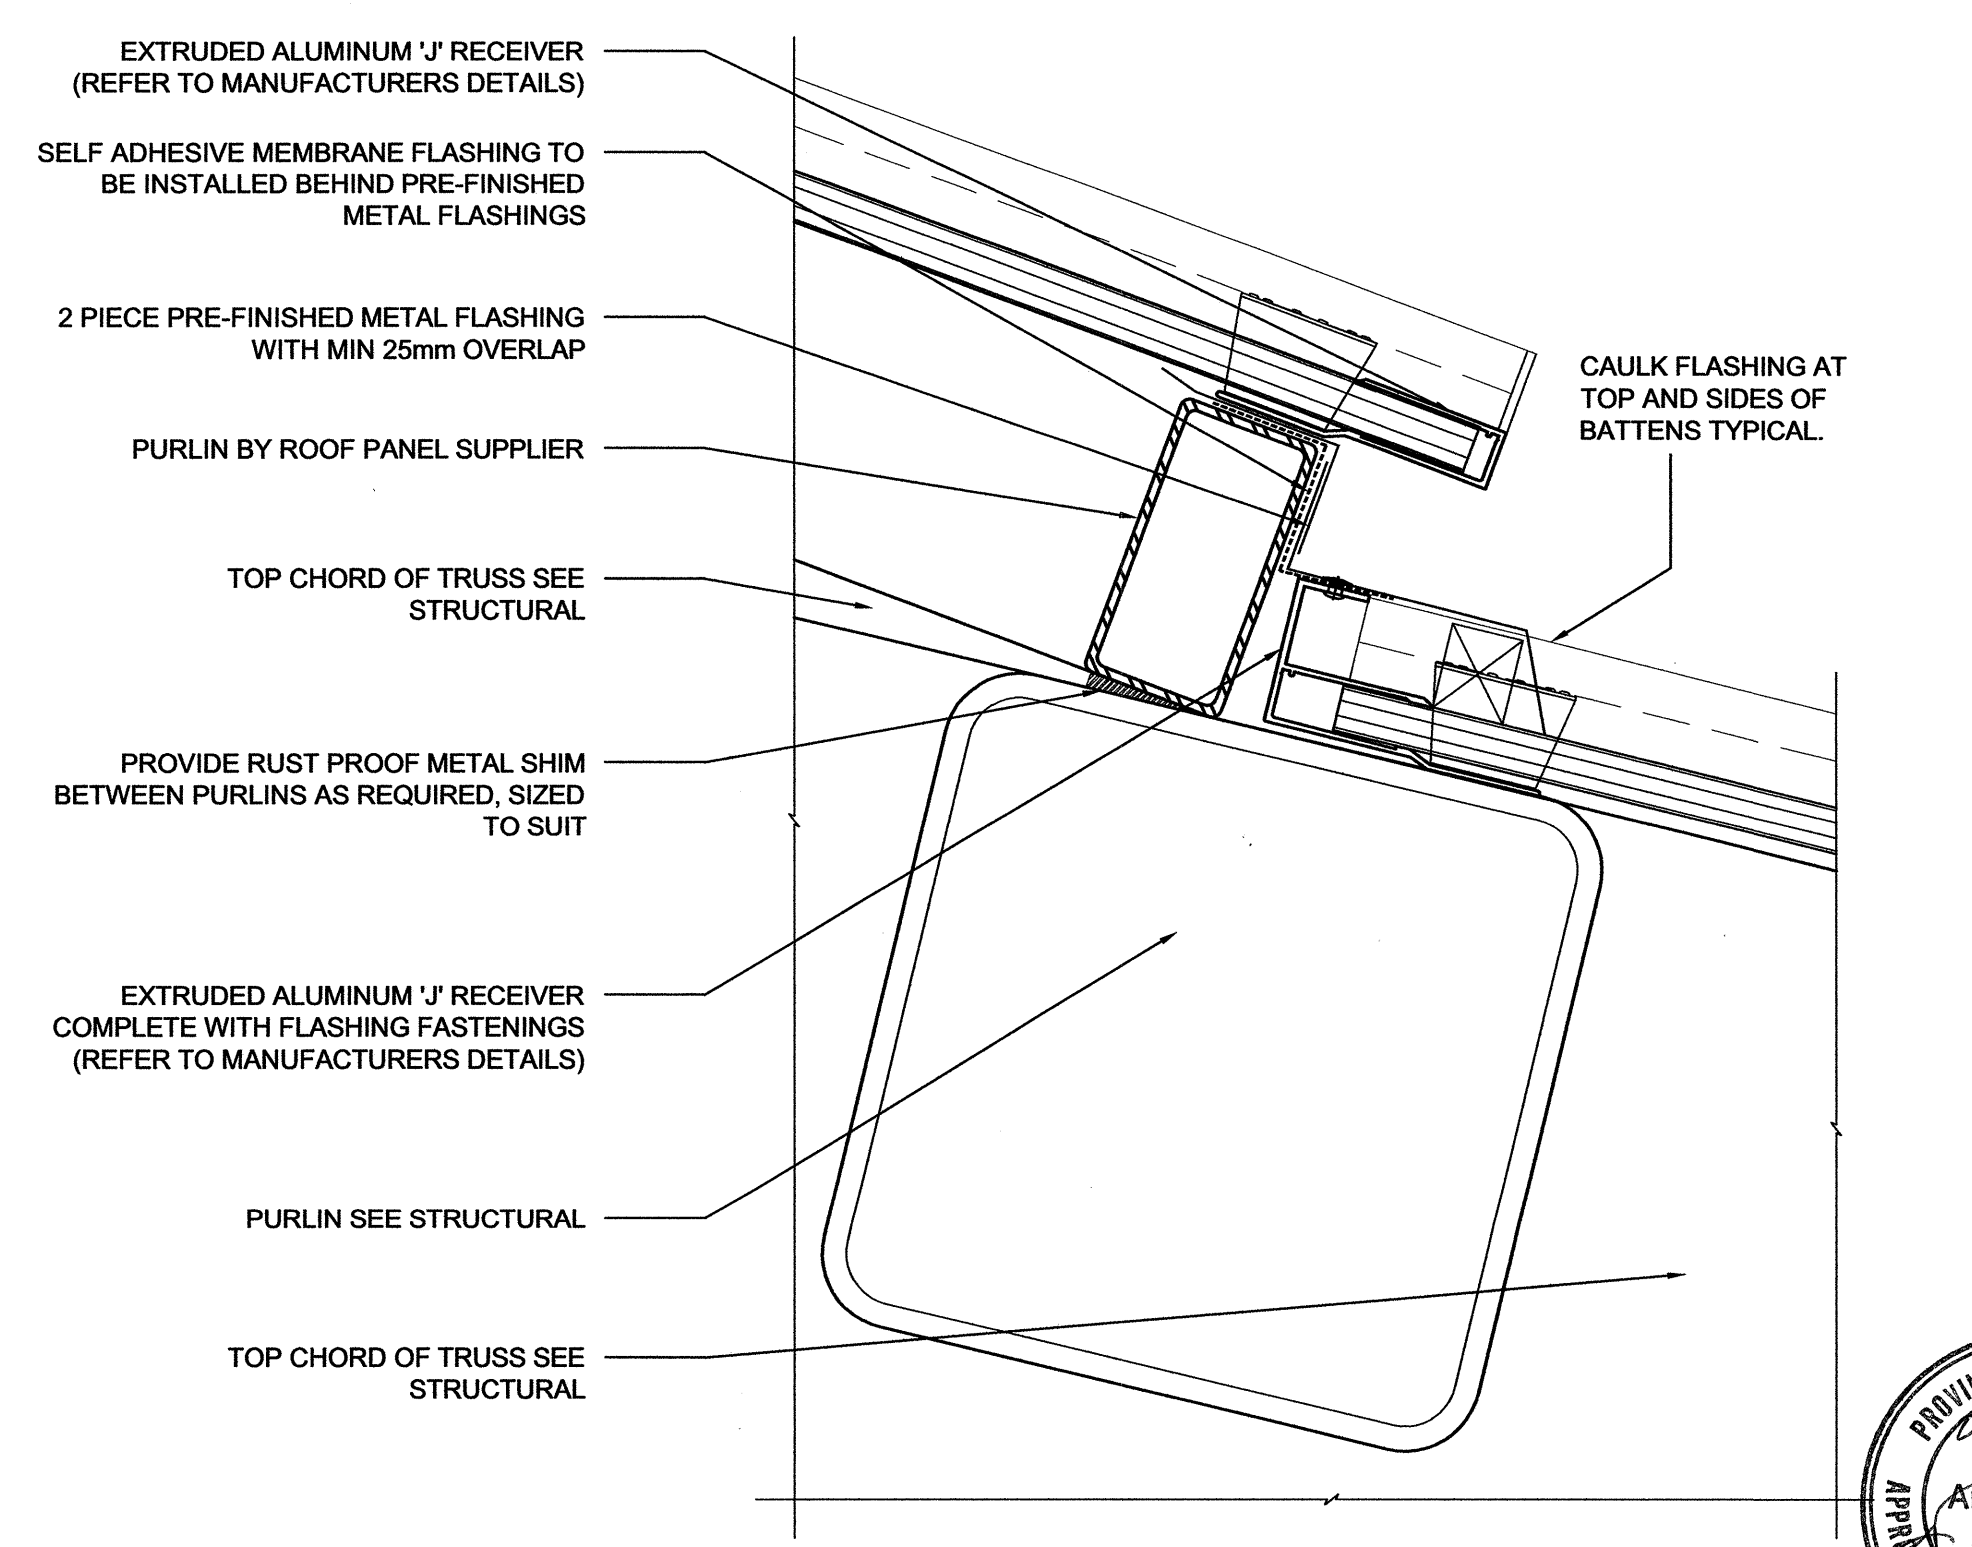 EXTRUDED ALUMINUM 'J' RECEIVER
(REFER TO MANUFACTURERS DETAILS)
SELF ADHESIVE MEMBRANE FLASHING TO
BE INSTALLED BEHIND PRE-FINISHED
METAL FLASHINGS
2 PIECE PRE-FINISHED METAL FLASHING
WITH MIN 25mm OVERLAP
CAULK FLASHING AT
TOP AND SIDES OF
BATTENS TYPICAL.
PURLIN BY ROOF PANEL SUPPLIER
TOP CHORD OF TRUSS SEE
STRUCTURAL
PROVIDE RUST PROOF METAL SHIM
BETWEEN PURLINS AS REQUIRED, SIZED
TO SUIT
EXTRUDED ALUMINUM 'J' RECEIVER
COMPLETE WITH FLASHING FASTENINGS
(REFER TO MANUFACTURERS DETAILS)
PURLIN SEE STRUCTURAL
TOP CHORD OF TRUSS SEE
STRUCTURAL